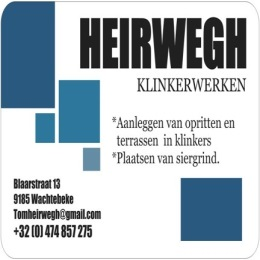 HEIRWEGH
KLINKERWERKEN
*Aanleggen van opritten en
terrassen in klinkers
*Plaatsen van siergrind.
Blaarstraat 13
9185 Wachtebeke
Tomheirwegh@gmail.com
+32 (0) 474 857 275